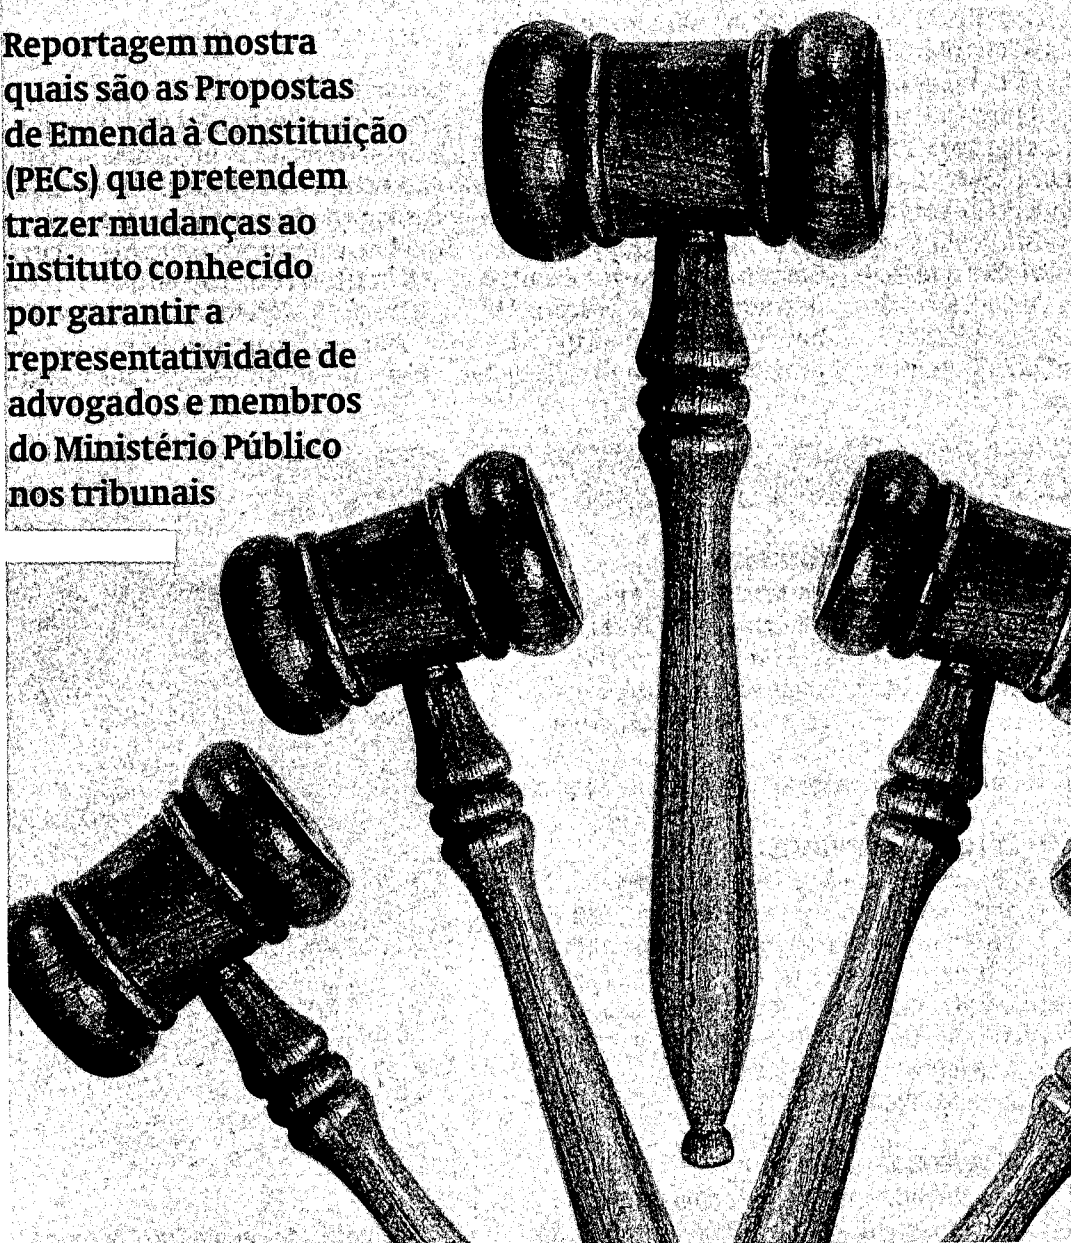 Reportagem mostra
quais são as Propostas
de Emenda à Constituição
(PECs) que pretendem
trazer mudanças ao
instituto conhecido
por garantir a
representatividade de
advogados e membros
do Ministério Público
nos tribunais